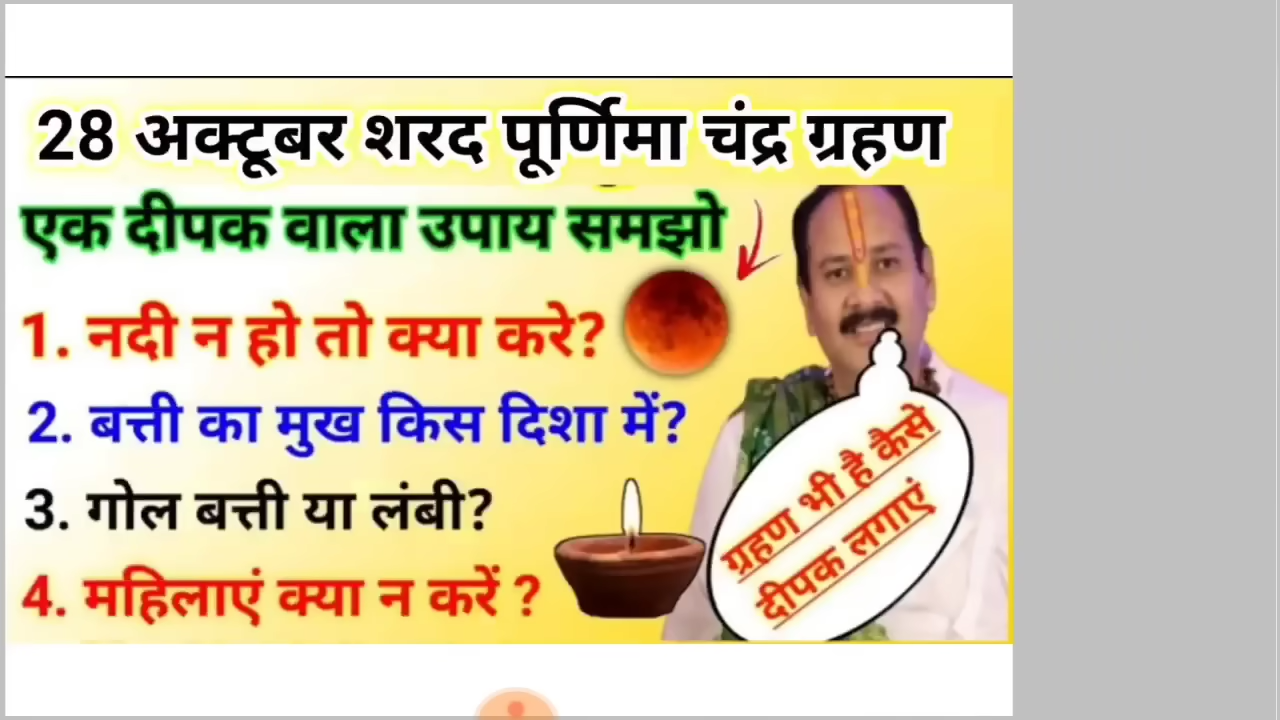 28 अक्टूबर शरद पूर्णिमा चंद्र ग्रहण
एक दीपक वाला उपाय समझो
1. नदी न हो तो क्या करे?
2. बत्ती का मुख किस दिशा में?
3. गोल बत्ती या लंबी?
4. महिलाएं क्या न करें ?
ग्रहण भी है कैसे
दीपक लगाएं